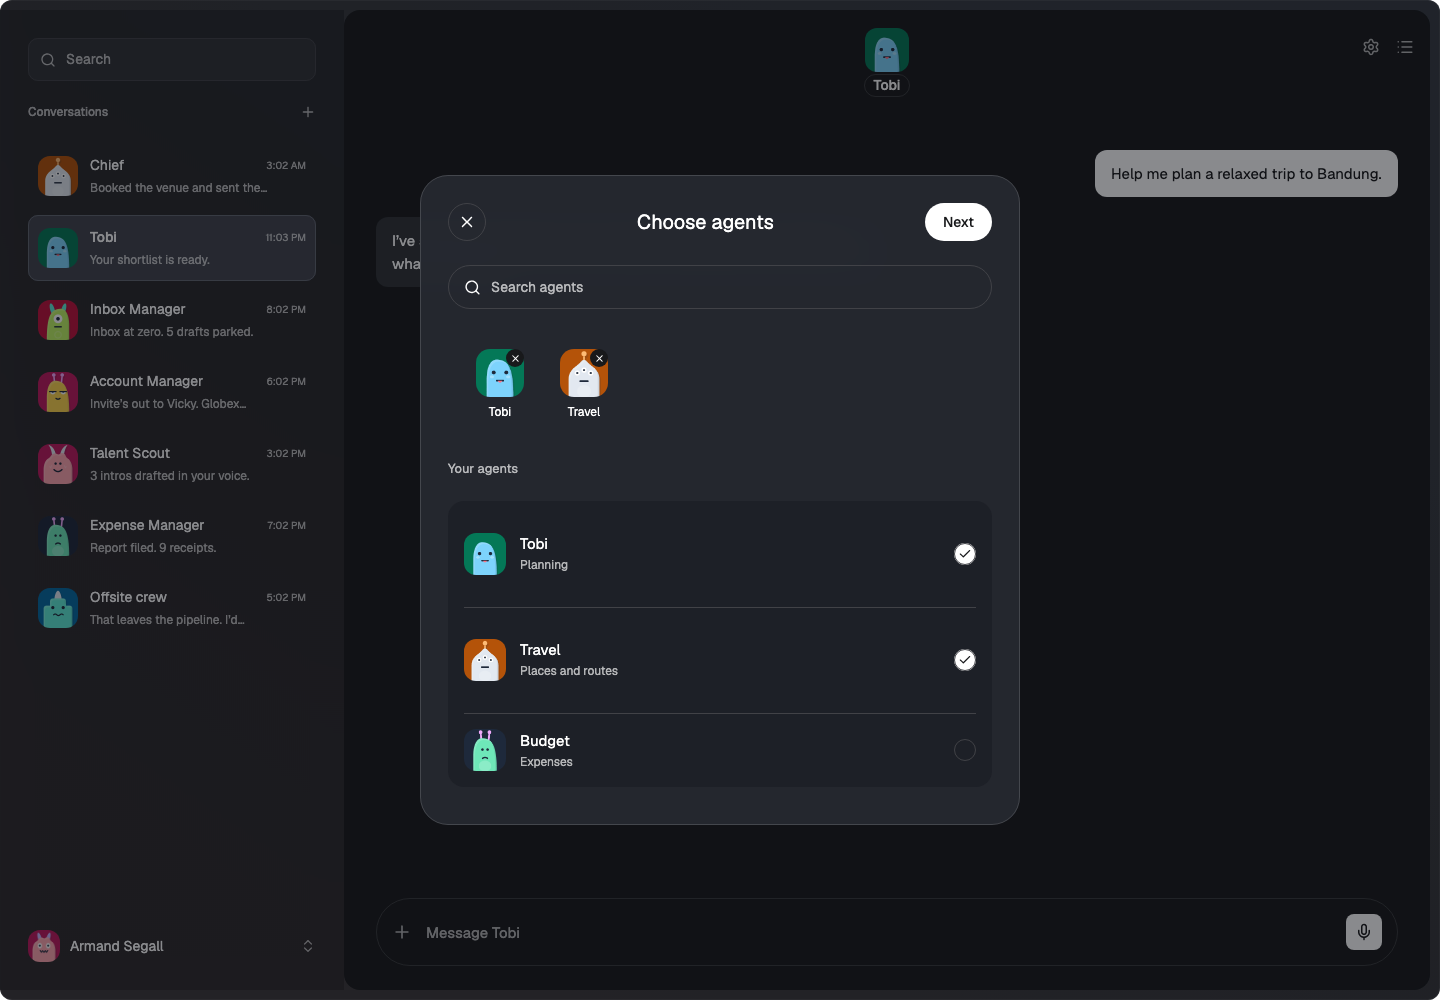 Search
Conversations
Chief
3:02 AM
Booked the venue and sent the...
Tobi
11:03 PM
Your shortlist is ready.
Inbox Manager
8:02 PM
Inbox at zero. 5 drafts parked.
Account Manager
6:02 PM
Invite's out to Vicky. Globex...
Talent Scout
3:02 PM
3 intros drafted in your voice.
Expense Manager
7:02 PM
Report filed. 9 receipts.
Offsite crew
5:02 PM
That leaves the pipeline. I'd...
Armand Segall
Tobi
Help me plan a relaxed trip to Bandung.
I've
wha
Choose agents
Next
Search agents
Tobi
Travel
Your agents
Tobi
Planning
Travel
Places and routes
Budget
Expenses
Message Tobi